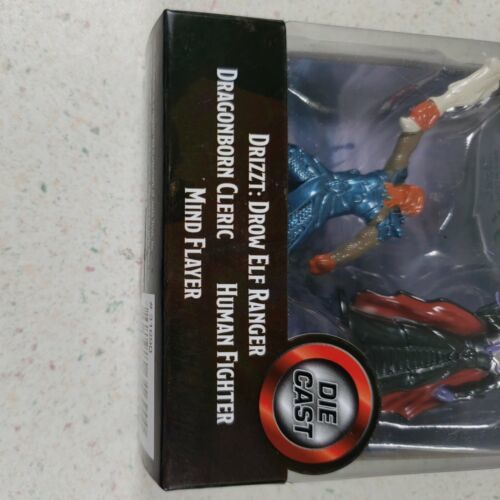 DRIZZT: DROW ELF RANGER
DRAGONBORN CLERIC HUMAN FIGHTER
MIND FLAYER
DIE
CAST